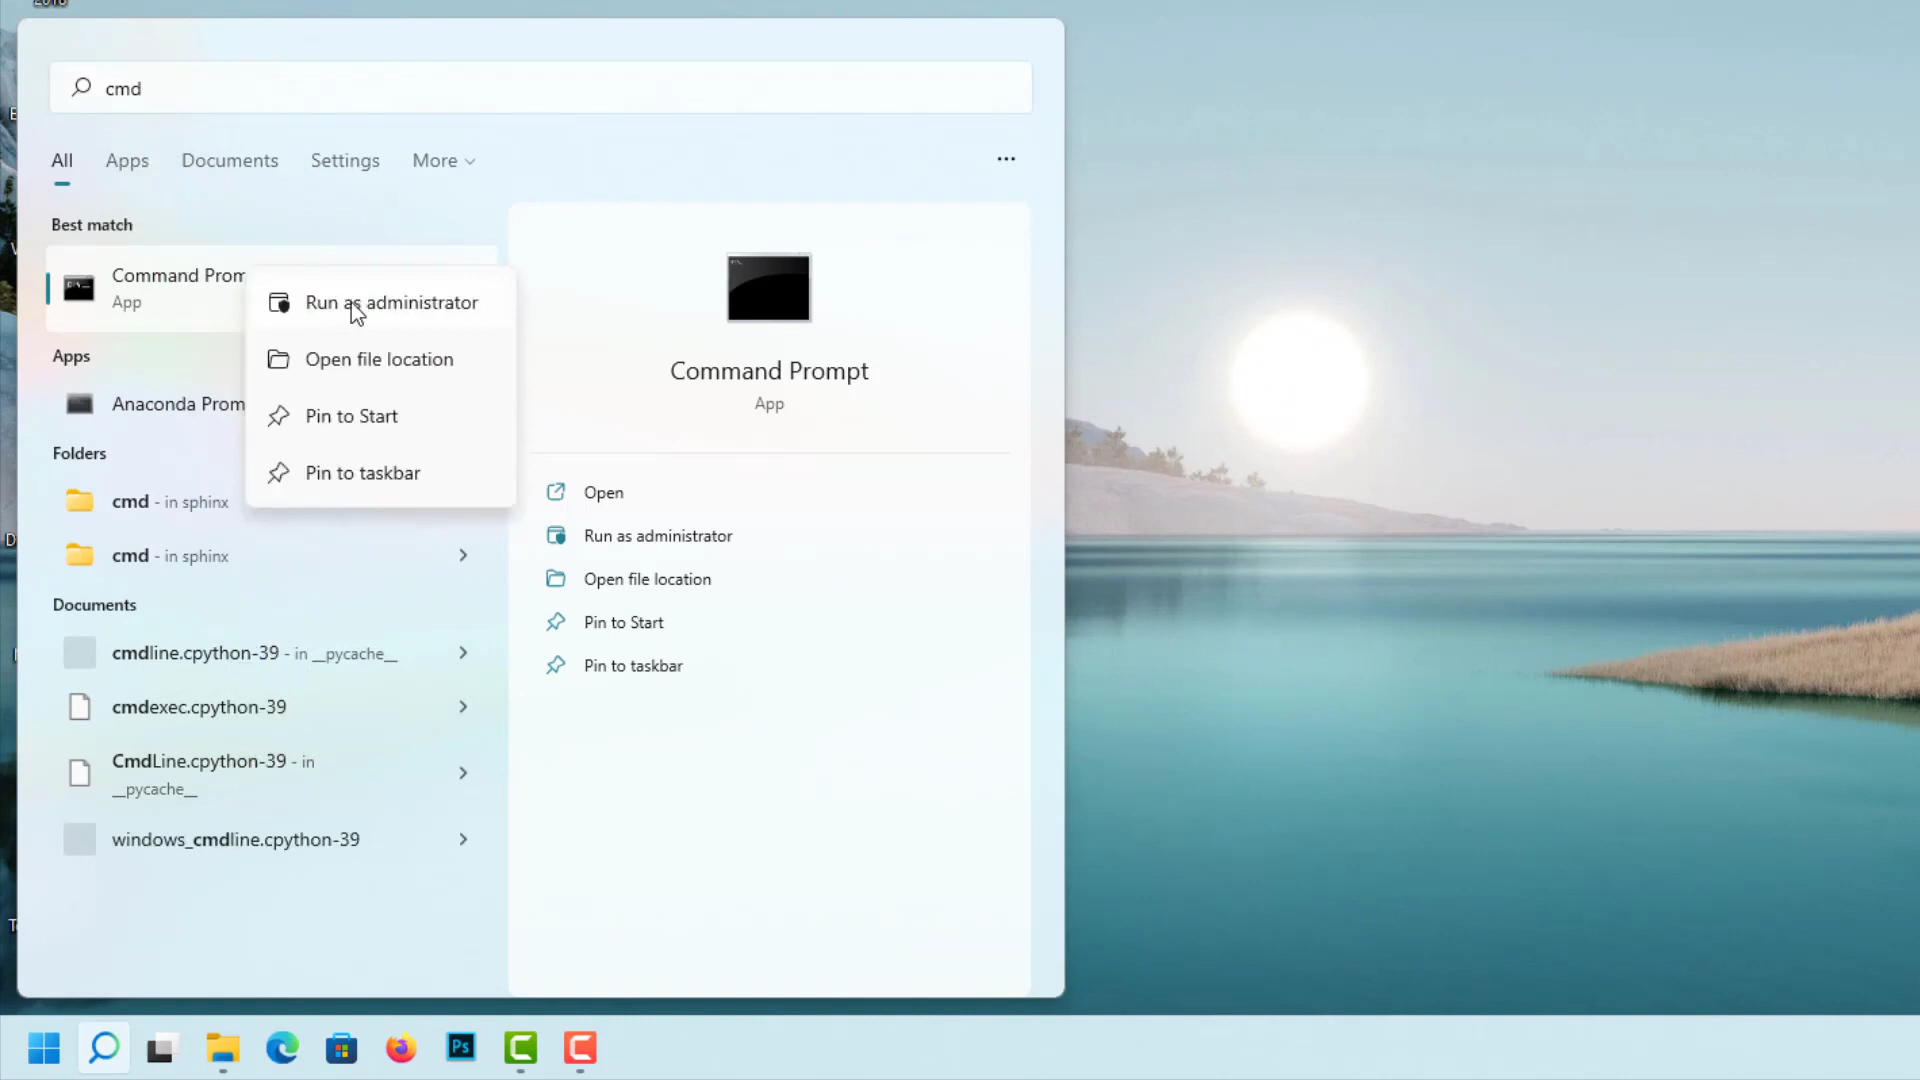 2016
cmd
All Apps Documents Settings More
Best match
Command Prom
App
Run as administrator
Open file location
Pin to Start
Pin to taskbar
Apps
Anaconda Prom
Folders
cmd - in sphinx
cmd - in sphinx
Documents
cmdline.cpython-39 - in __pycache__
cmdexec.cpython-39
CmdLine.cpython-39 - in
__pycache__
windows_cmdline.cpython-39
Command Prompt
App
Open
Run as administrator
Open file location
Pin to Start
Pin to taskbar
Ps